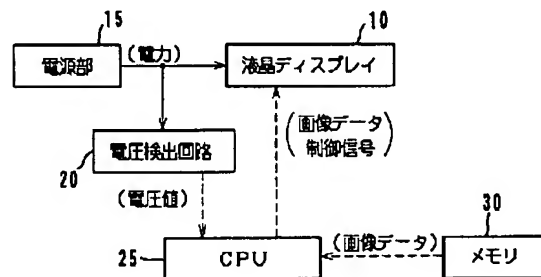 15
10
電源部
(電力)
液晶ディスプレイ
(画像データ
制御信号)
電圧検出回路
20
(電圧値)
30
25
CPU
(画像データ)
メモリ